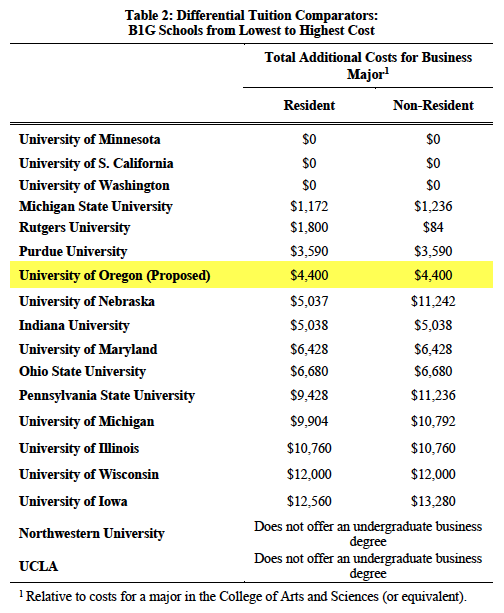 Table 2: Differential Tuition Comparators:
B1G Schools from Lowest to Highest Cost
Total Additional Costs for Business
Major1
Resident Non-Resident
University of Minnesota $0 $0
University of S. California $0 $0
University of Washington $0 $0
Michigan State University $1,172 $1,236
Rutgers University $1,800 $84
Purdue University $3,590 $3,590
University of Oregon (Proposed) $4,400 $4,400
University of Nebraska $5,037 $11,242
Indiana University $5,038 $5,038
University of Maryland $6,428 $6,428
Ohio State University $6,680 $6,680
Pennsylvania State University $9,428 $11,236
University of Michigan $9,904 $10,792
University of Illinois $10,760 $10,760
University of Wisconsin $12,000 $12,000
University of Iowa $12,560 $13,280
Northwestern University Does not offer an undergraduate business
degree
UCLA Does not offer an undergraduate business
degree
1 Relative to costs for a major in the College of Arts and Sciences (or equivalent).